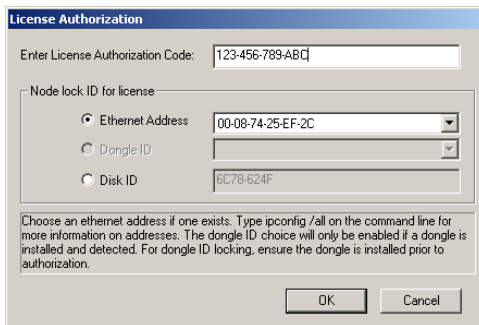 License Authorization
Enter License Authorization Code: 123-456-789-ABC
Node lock ID for license
Ethernet Address 00-08-74-25-EF-2C
Dongle ID
Disk ID 6C78-624F
Choose an ethernet address if one exists. Type ipconfig /all on the command line for
more information on addresses. The dongle ID choice will only be enabled if a dongle is
installed and detected. For dongle ID locking, ensure the dongle is installed prior to
authorization.
OK Cancel